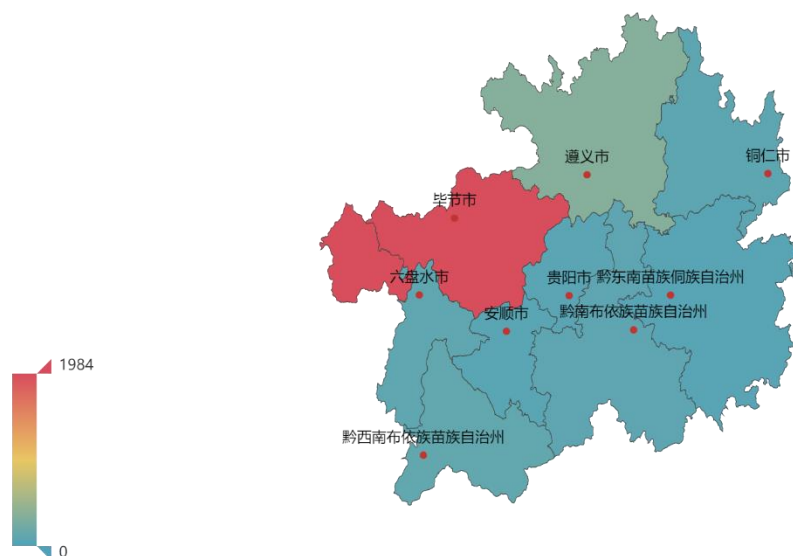 遵义市
铜仁市
毕节市
六盘水市
贵阳市
黔东南苗族侗族自治州
安顺市
黔南布依族苗族自治州
1984
黔西南布依族苗族自治州
0